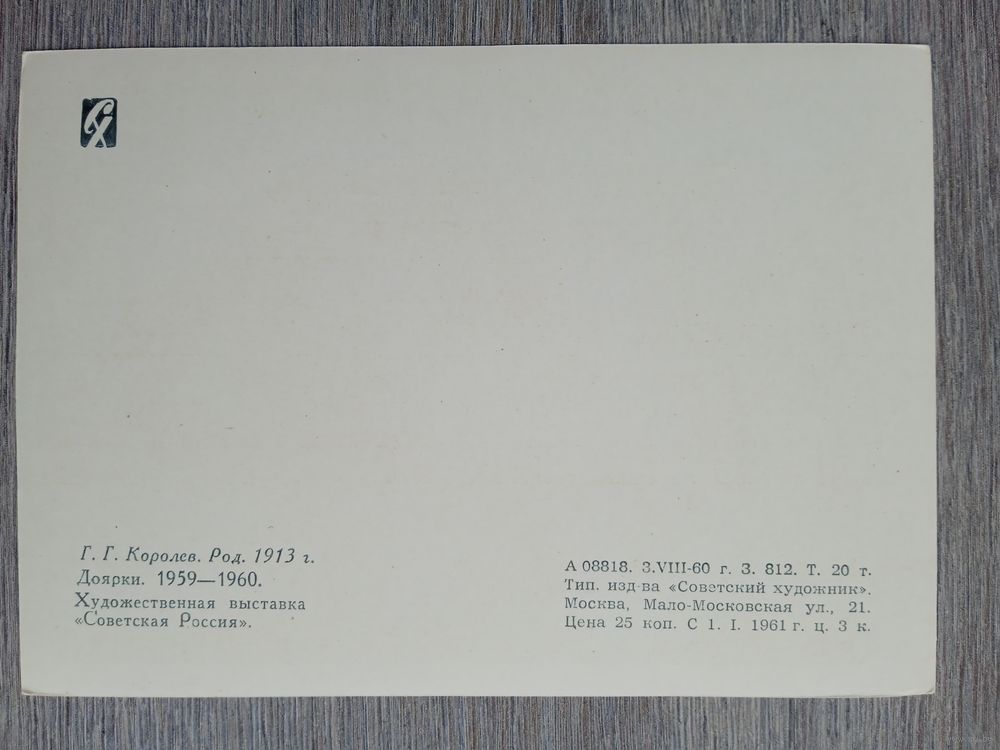 СХ
Г. Г. Королев. Род. 1913 г.
Доярки. 1959—1960.
Художественная выставка
«Советская Россия».
А 08818. 3.VIII-60 г. З. 812. Т. 20 т.
Тип. изд-ва «Советский художник».
Москва, Мало-Московская ул., 21.
Цена 25 коп. С 1. I. 1961 г. ц. 3 к.